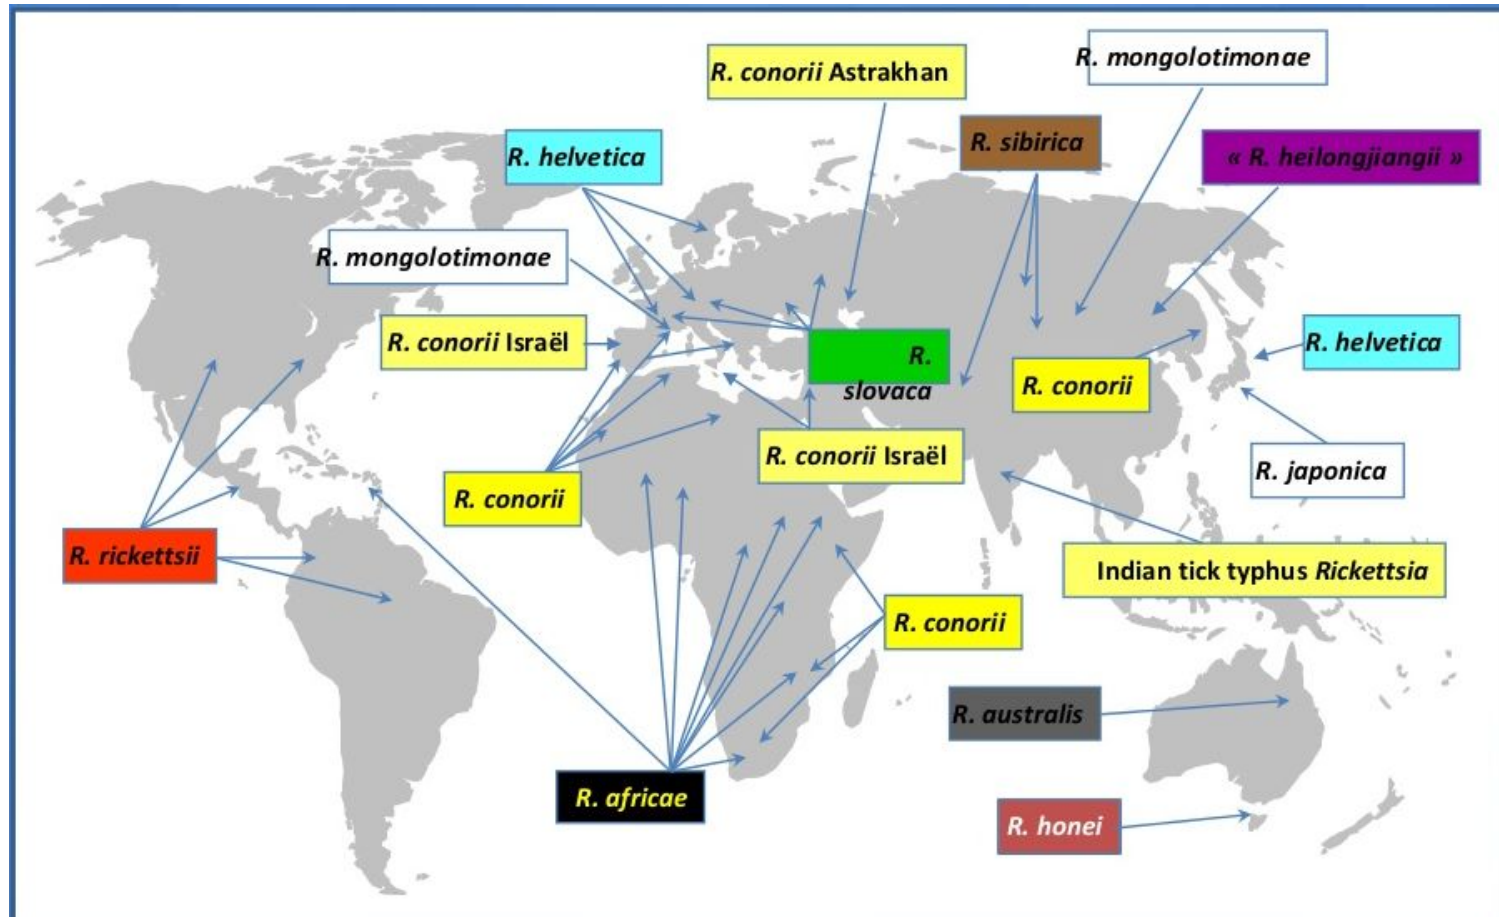 R. conorii Astrakhan
R. mongolotimonae
R. helvetica
R. sibirica
« R. heilongjiangii »
R. mongolotimonae
R. conorii Israël
R.
slovaca
R. helvetica
R. conorii
R. conorii Israël
R. japonica
R. conorii
R. rickettsii
Indian tick typhus Rickettsia
R. conorii
R. australis
R. africae
R. honei